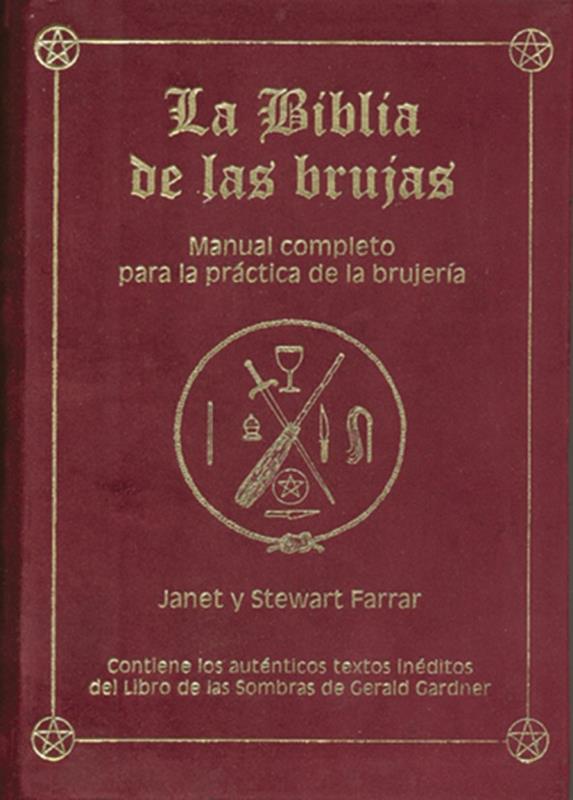 La Biblia
de las brujas
Manual completo
para la práctica de la brujería
Janet y Stewart Farrar
Contiene los auténticos textos inéditos
del Libro de las Sombras de Gerald Gardner